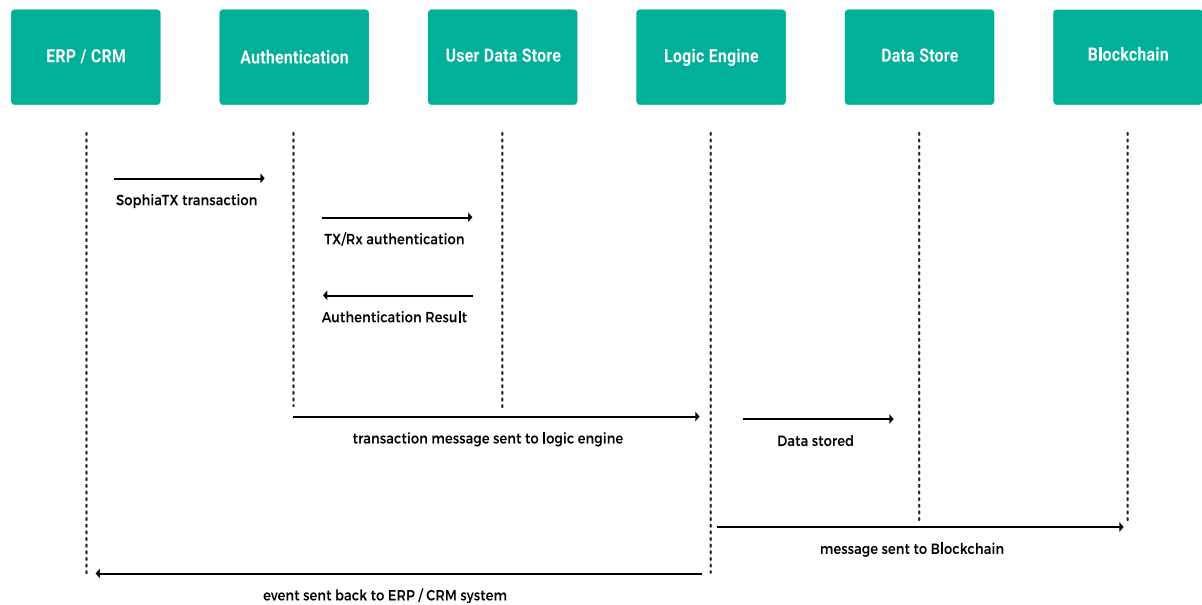 ERP / CRM
Authentication
User Data Store
Logic Engine
Data Store
Blockchain
SophiaTX transaction
TX/Rx authentication
Authentication Result
transaction message sent to logic engine
Data stored
message sent to Blockchain
event sent back to ERP / CRM system